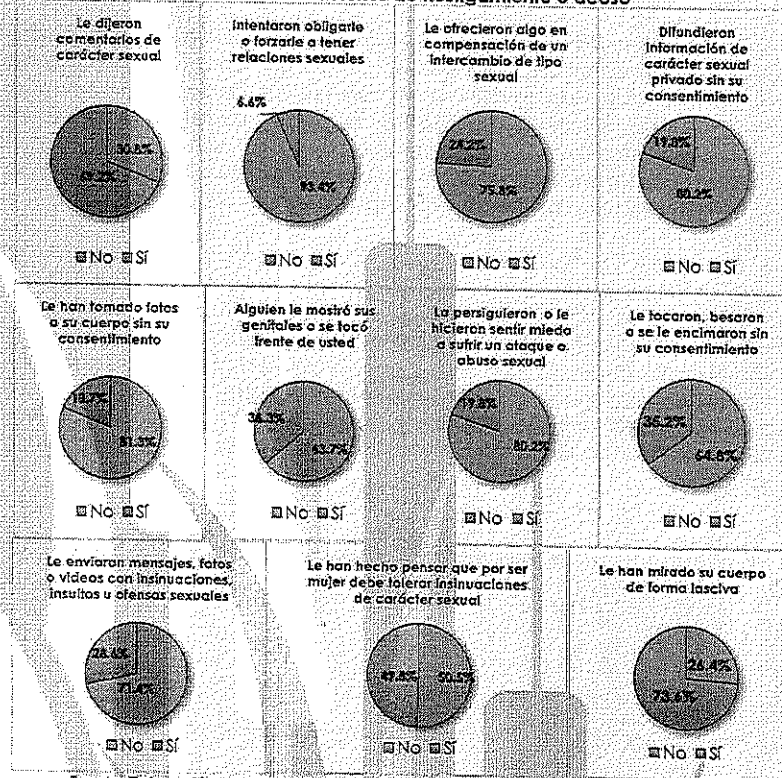 hostigamiento o acoso
Le dijeron
comentarios de
carácter sexual
30.8%
69.2%
No Sí
Intentaron obligarle
o forzarle a tener
relaciones sexuales
6.6%
93.4%
No Sí
Le ofrecieron algo en
compensación de un
intercambio de tipo
sexual
24.2%
75.8%
No Sí
Difundieron
información de
carácter sexual
privado sin su
consentimiento
19.8%
80.2%
No Sí
Le han tomado fotos
a su cuerpo sin su
consentimiento
18.7%
81.3%
No Sí
Alguien le mostró sus
genitales o se tocó
frente de usted
36.3%
63.7%
No Sí
La persiguieron o le
hicieron sentir miedo
a sufrir un ataque o
abuso sexual
19.8%
80.2%
No Sí
Le tocaron, besaron
o se le encimaron sin
su consentimiento
35.2%
64.8%
No Sí
Le enviaron mensajes, fotos
o videos con insinuaciones,
insultos u ofensas sexuales
28.6%
71.4%
No Sí
Le han hecho pensar que por ser
mujer debe tolerar insinuaciones
de carácter sexual
50.5%
No Sí
Le han mirado su cuerpo
de forma lasciva
26.4%
73.6%
No Sí